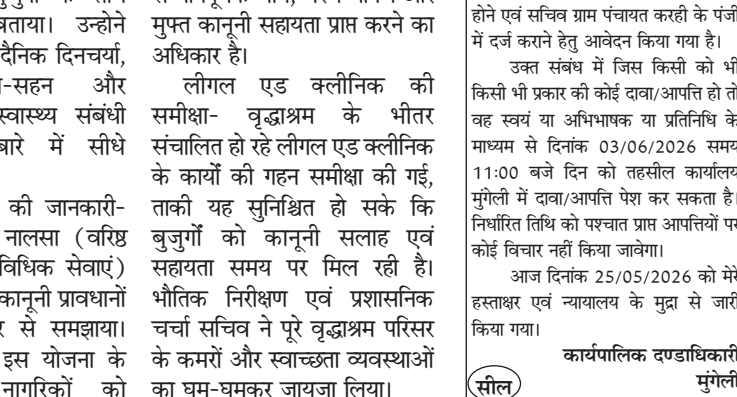 बताया। उन्होंने
दैनिक दिनचर्या,
-सहन और
स्वास्थ्य संबंधी
बारे में सीधे
की जानकारी-
नालसा (वरिष्ठ
विधिक सेवाएं)
कानूनी प्रावधानों
र से समझाया।
इस योजना के
नागरिकों को
मुफ्त कानूनी सहायता प्राप्त करने का
अधिकार है।
लीगल एड क्लीनिक की
समीक्षा- वृद्धाश्रम के भीतर
संचालित हो रहे लीगल एड क्लीनिक
के कार्यों की गहन समीक्षा की गई,
ताकी यह सुनिश्चित हो सके कि
बुजुर्गों को कानूनी सलाह एवं
सहायता समय पर मिल रही है।
भौतिक निरीक्षण एवं प्रशासनिक
चर्चा सचिव ने पूरे वृद्धाश्रम परिसर
के कमरों और स्वाच्छता व्यवस्थाओं
का घूम-घूमकर जायजा लिया।
होने एवं सचिव ग्राम पंचायत करही के पंजी
में दर्ज कराने हेतु आवेदन किया गया है।
उक्त संबंध में जिस किसी को भी
किसी भी प्रकार की कोई दावा/आपत्ति हो तो
वह स्वयं या अभिभाषक या प्रतिनिधि के
माध्यम से दिनांक 03/06/2026 समय
11:00 बजे दिन को तहसील कार्यालय
मुंगेली में दावा/आपत्ति पेश कर सकता है।
निर्धारित तिथि को पश्चात प्राप्त आपत्तियों पर
कोई विचार नहीं किया जावेगा।
आज दिनांक 25/05/2026 को मेरे
हस्ताक्षर एवं न्यायालय के मुद्रा से जारी
किया गया।
कार्यपालिक दण्डाधिकारी
सील मुंगेली